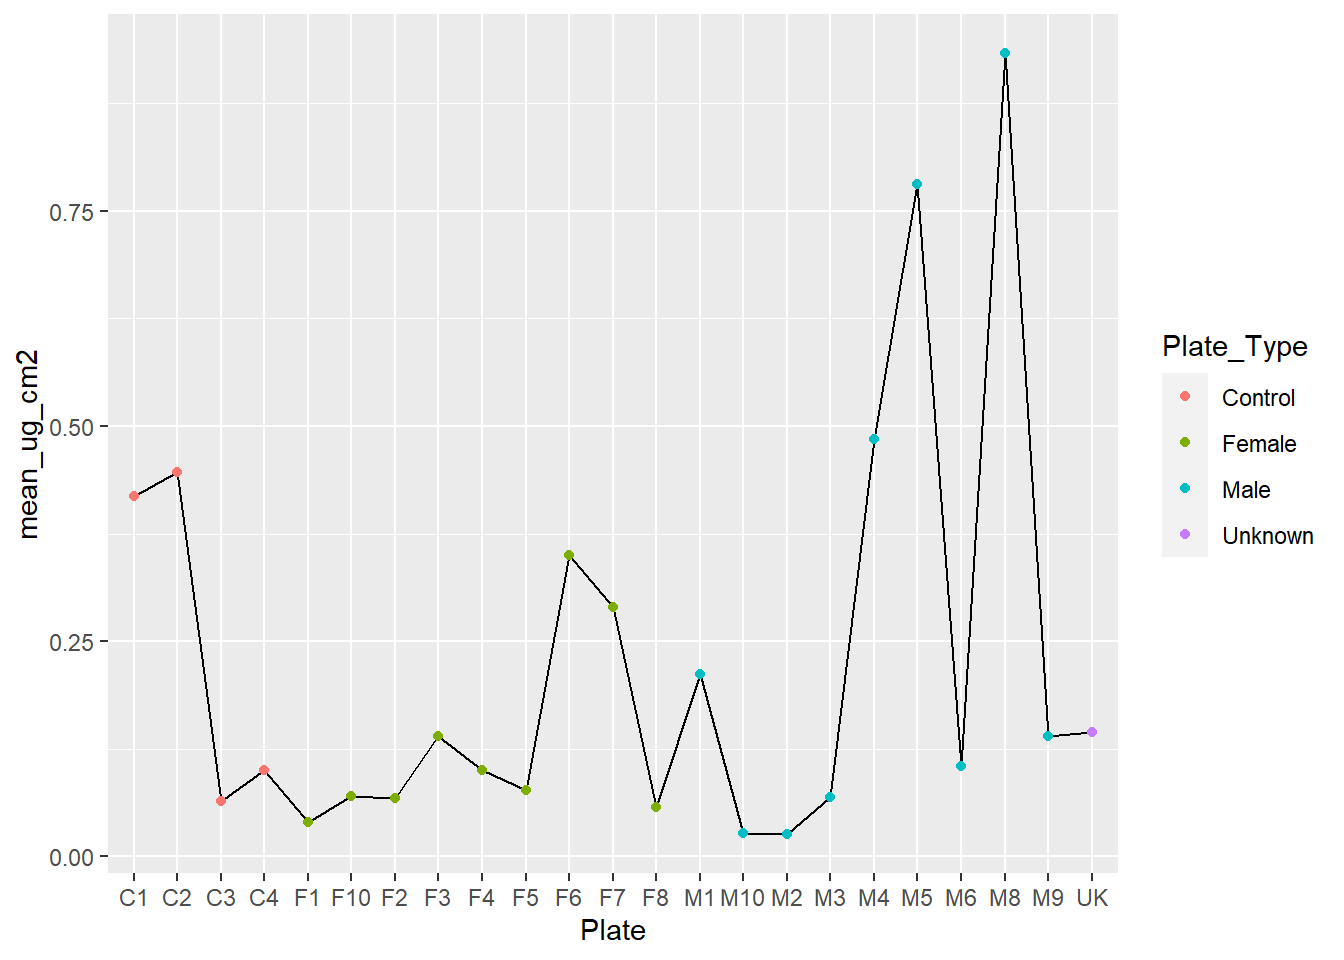 mean_ug_cm2
0.75
0.50
0.25
0.00
C1 C2 C3 C4 F1 F10 F2 F3 F4 F5 F6 F7 F8 M1 M10 M2 M3 M4 M5 M6 M8 M9 UK
Plate
Plate_Type
Control
Female
Male
Unknown